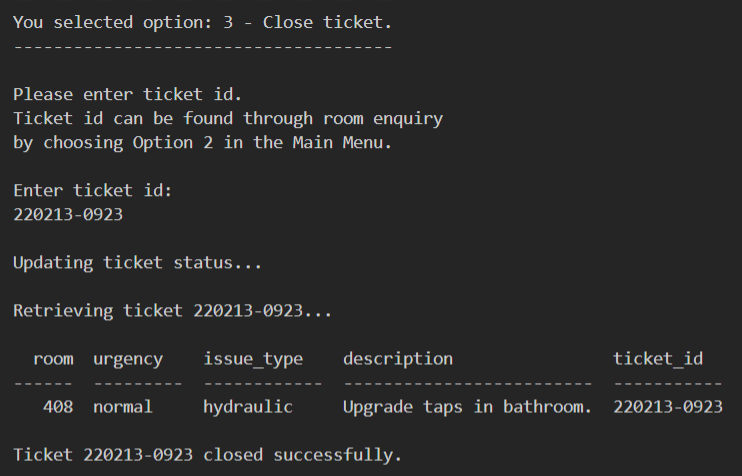 You selected option: 3 - Close ticket.
--------------------------------------
Please enter ticket id.
Ticket id can be found through room enquiry
by choosing Option 2 in the Main Menu.
Enter ticket id:
220213-0923
Updating ticket status...
Retrieving ticket 220213-0923...
  room  urgency    issue_type    description                ticket_id
------  ---------  ------------  -------------------------  -----------
   408  normal     hydraulic     Upgrade taps in bathroom.  220213-0923
Ticket 220213-0923 closed successfully.